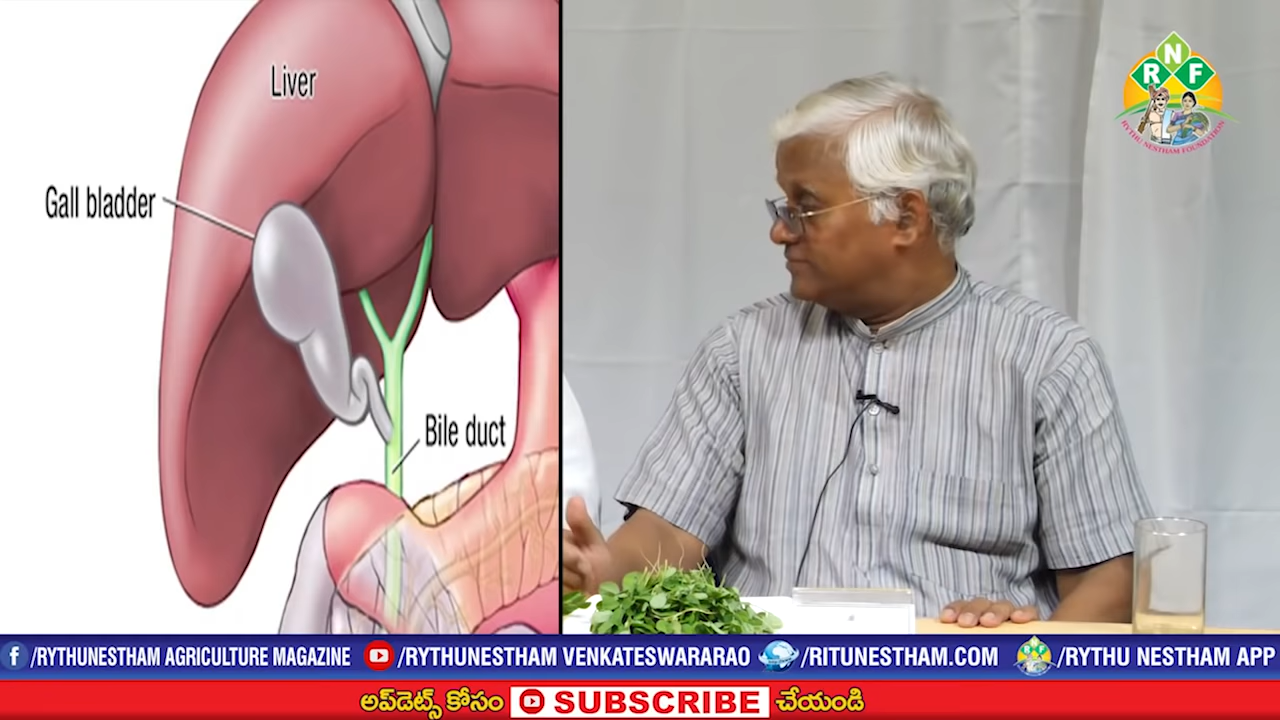 Liver
Gall bladder
Bile duct
RNF
RYTHU NESTHAM FOUNDATION
/RYTHUNESTHAM AGRICULTURE MAGAZINE /RYTHUNESTHAM VENKATESWARARAO /RITUNESTHAM.COM /RYTHU NESTHAM APP
అప్‌డెట్స్ కోసం SUBSCRIBE చేయండి